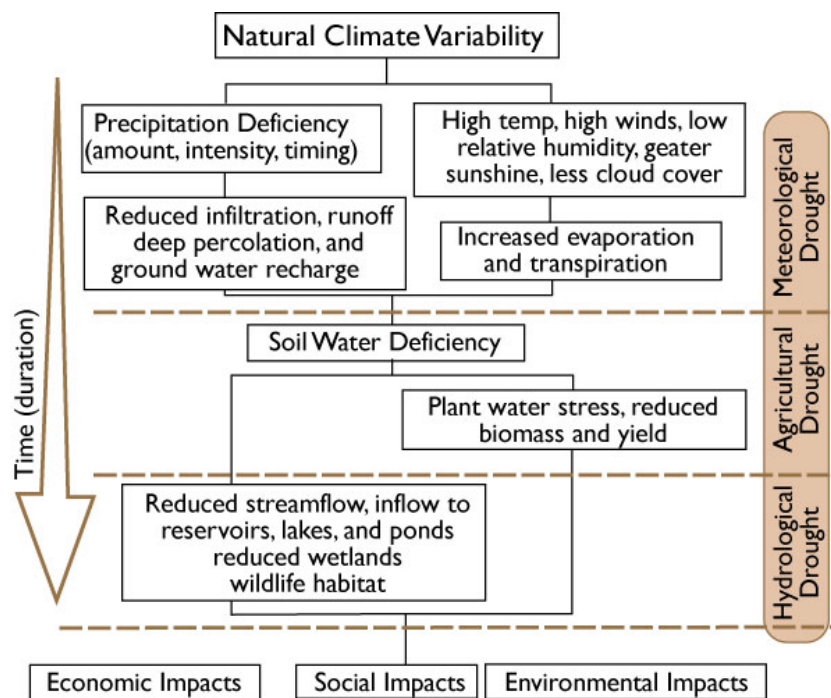 Natural Climate Variability
Precipitation Deficiency
(amount, intensity, timing)
High temp, high winds, low
relative humidity, geater
sunshine, less cloud cover
Reduced infiltration, runoff
deep percolation, and
ground water recharge
Increased evaporation
and transpiration
Meteorological
Drought
Time (duration)
Soil Water Deficiency
Plant water stress, reduced
biomass and yield
Agricultural
Drought
Reduced streamflow, inflow to
reservoirs, lakes, and ponds
reduced wetlands
wildlife habitat
Hydrological
Drought
Economic Impacts
Social Impacts
Environmental Impacts